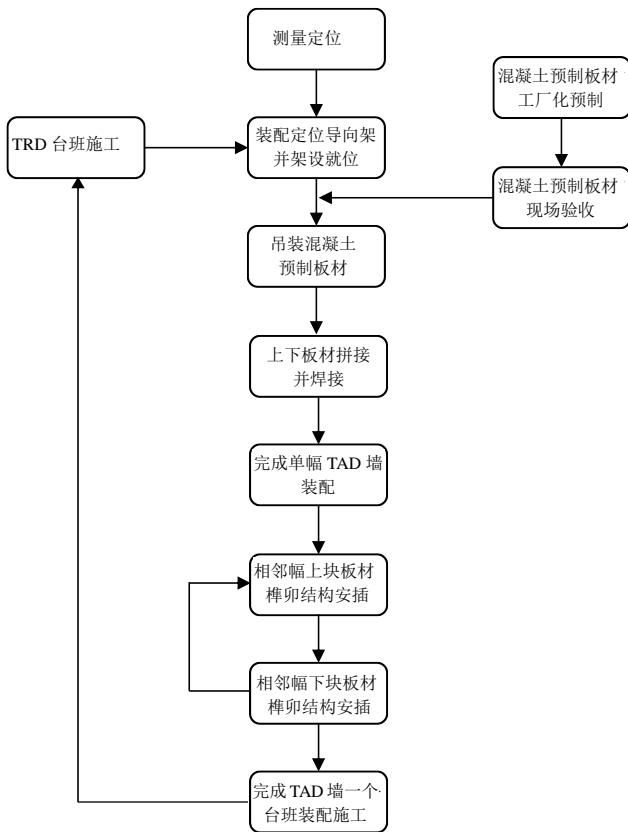 测量定位
混凝土预制板材
工厂化预制
TRD 台班施工
装配定位导向架
并架设就位
混凝土预制板材
现场验收
吊装混凝土
预制板材
上下板材拼接
并焊接
完成单幅 TAD 墙
装配
相邻幅上块板材
榫卯结构安插
相邻幅下块板材
榫卯结构安插
完成 TAD 墙一个
台班装配施工